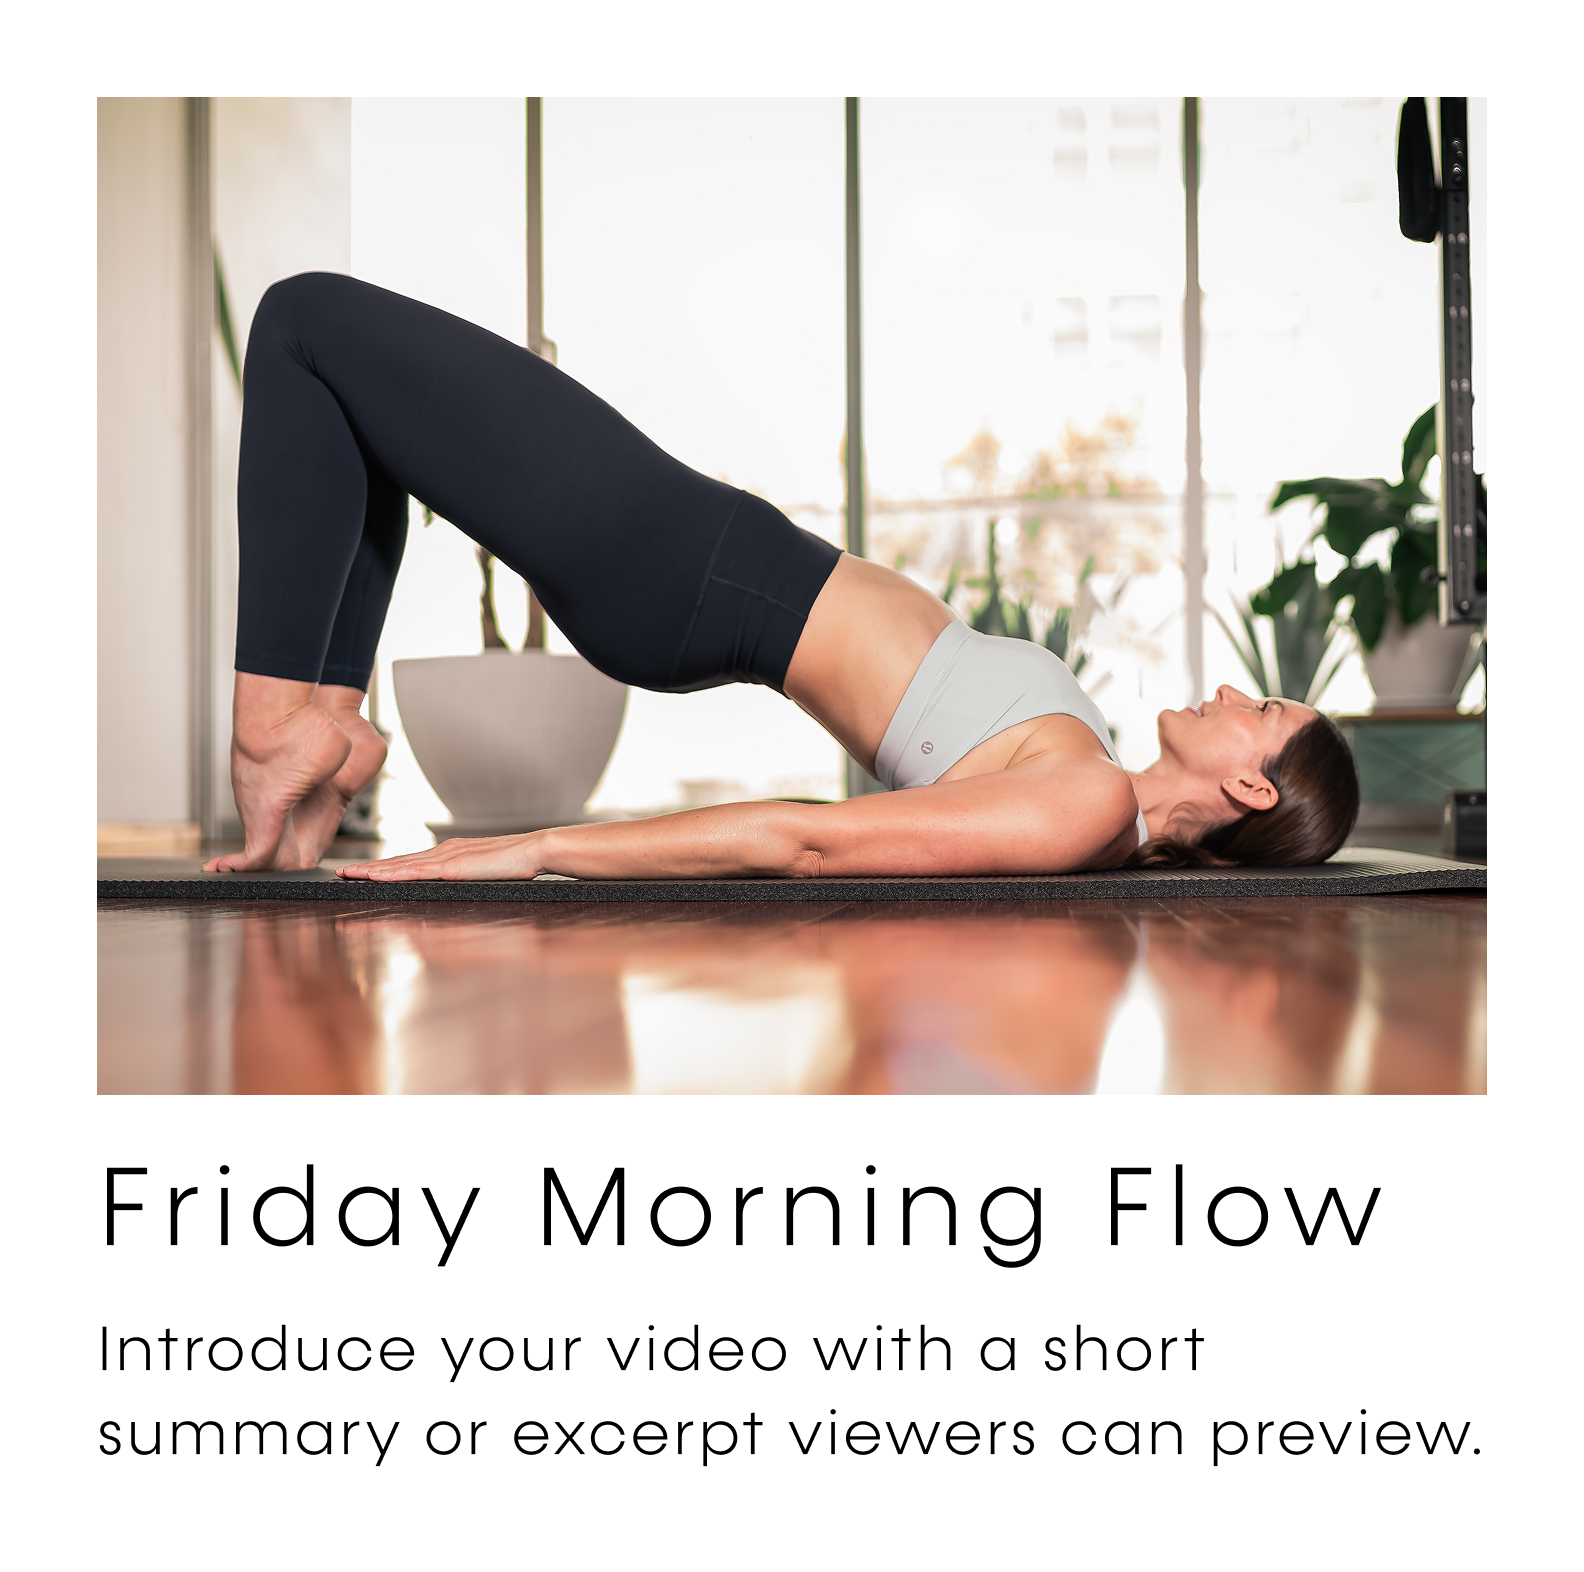 Friday Morning Flow
Introduce your video with a short
summary or excerpt viewers can preview.